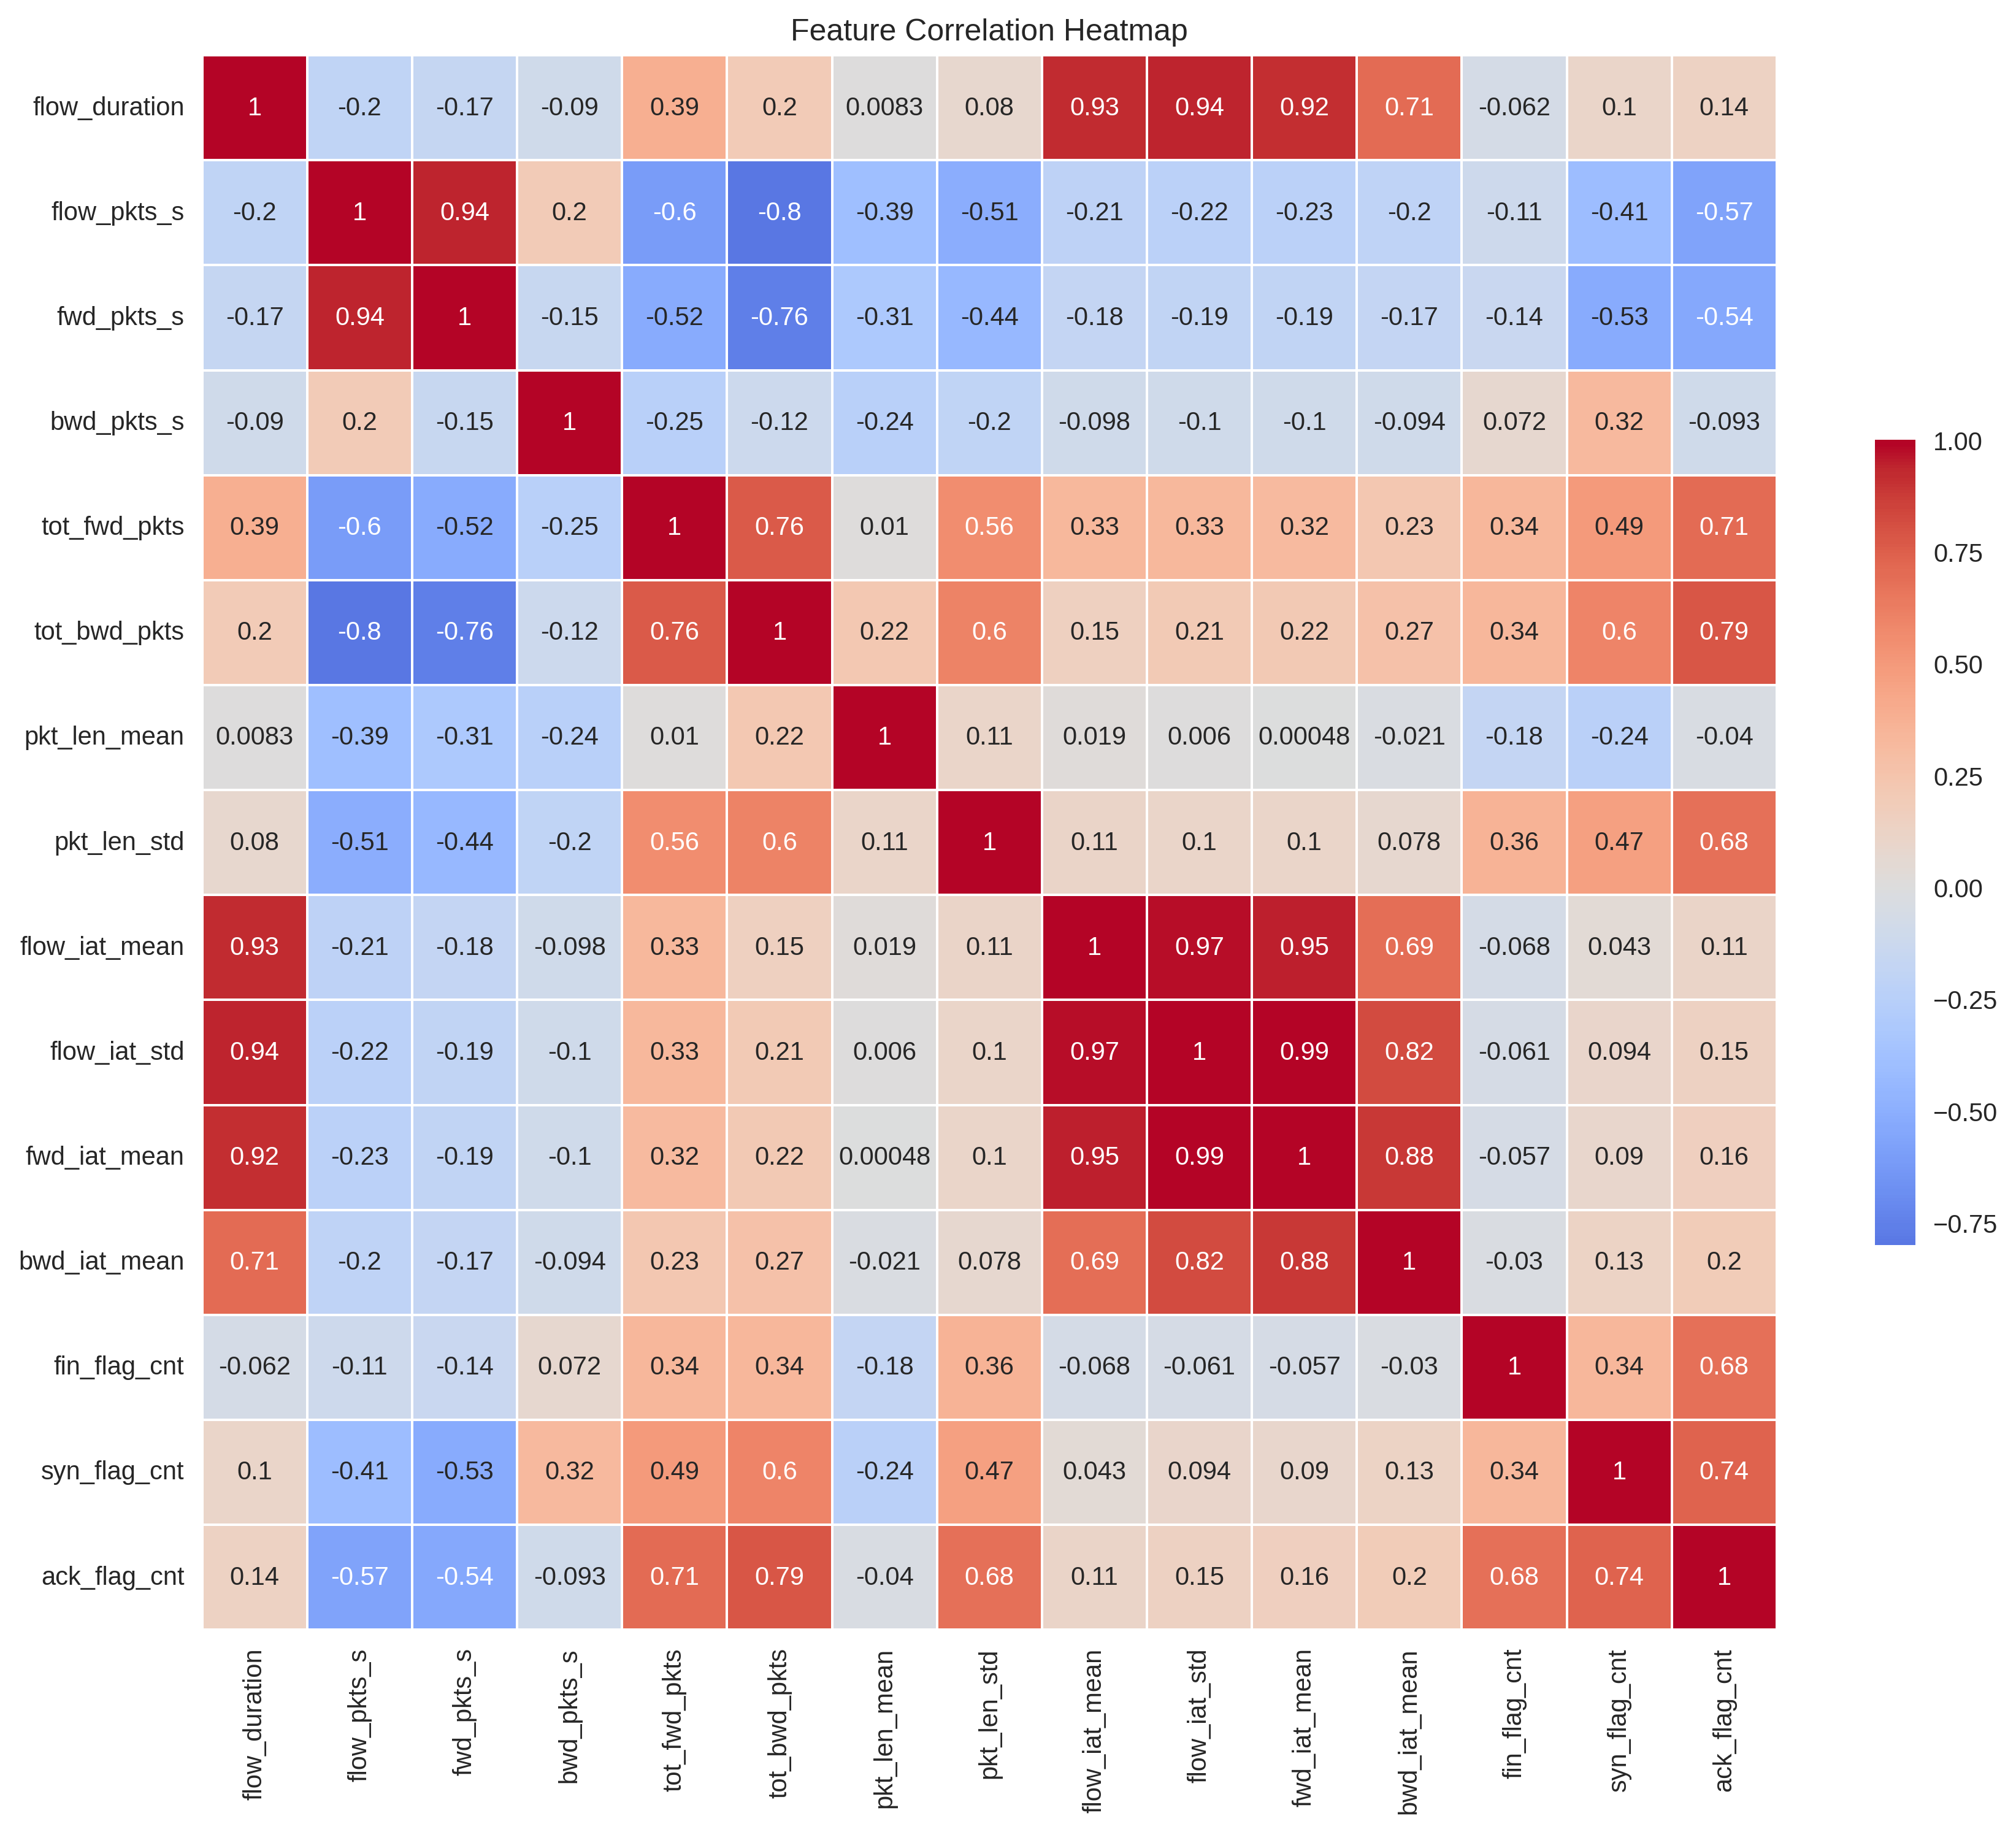 Feature Correlation Heatmap
flow_duration 1 -0.2 -0.17 -0.09 0.39 0.2 0.0083 0.08 0.93 0.94 0.92 0.71 -0.062 0.1 0.14
flow_pkts_s -0.2 1 0.94 0.2 -0.6 -0.8 -0.39 -0.51 -0.21 -0.22 -0.23 -0.2 -0.11 -0.41 -0.57
fwd_pkts_s -0.17 0.94 1 -0.15 -0.52 -0.76 -0.31 -0.44 -0.18 -0.19 -0.19 -0.17 -0.14 -0.53 -0.54
bwd_pkts_s -0.09 0.2 -0.15 1 -0.25 -0.12 -0.24 -0.2 -0.098 -0.1 -0.1 -0.094 0.072 0.32 -0.093
tot_fwd_pkts 0.39 -0.6 -0.52 -0.25 1 0.76 0.01 0.56 0.33 0.33 0.32 0.23 0.34 0.49 0.71
tot_bwd_pkts 0.2 -0.8 -0.76 -0.12 0.76 1 0.22 0.6 0.15 0.21 0.22 0.27 0.34 0.6 0.79
pkt_len_mean 0.0083 -0.39 -0.31 -0.24 0.01 0.22 1 0.11 0.019 0.006 0.00048 -0.021 -0.18 -0.24 -0.04
pkt_len_std 0.08 -0.51 -0.44 -0.2 0.56 0.6 0.11 1 0.11 0.1 0.1 0.078 0.36 0.47 0.68
flow_iat_mean 0.93 -0.21 -0.18 -0.098 0.33 0.15 0.019 0.11 1 0.97 0.95 0.69 -0.068 0.043 0.11
flow_iat_std 0.94 -0.22 -0.19 -0.1 0.33 0.21 0.006 0.1 0.97 1 0.99 0.82 -0.061 0.094 0.15
fwd_iat_mean 0.92 -0.23 -0.19 -0.1 0.32 0.22 0.00048 0.1 0.95 0.99 1 0.88 -0.057 0.09 0.16
bwd_iat_mean 0.71 -0.2 -0.17 -0.094 0.23 0.27 -0.021 0.078 0.69 0.82 0.88 1 -0.03 0.13 0.2
fin_flag_cnt -0.062 -0.11 -0.14 0.072 0.34 0.34 -0.18 0.36 -0.068 -0.061 -0.057 -0.03 1 0.34 0.68
syn_flag_cnt 0.1 -0.41 -0.53 0.32 0.49 0.6 -0.24 0.47 0.043 0.094 0.09 0.13 0.34 1 0.74
ack_flag_cnt 0.14 -0.57 -0.54 -0.093 0.71 0.79 -0.04 0.68 0.11 0.15 0.16 0.2 0.68 0.74 1
flow_duration
flow_pkts_s
fwd_pkts_s
bwd_pkts_s
tot_fwd_pkts
tot_bwd_pkts
pkt_len_mean
pkt_len_std
flow_iat_mean
flow_iat_std
fwd_iat_mean
bwd_iat_mean
fin_flag_cnt
syn_flag_cnt
ack_flag_cnt
1.00
0.75
0.50
0.25
0.00
−0.25
−0.50
−0.75